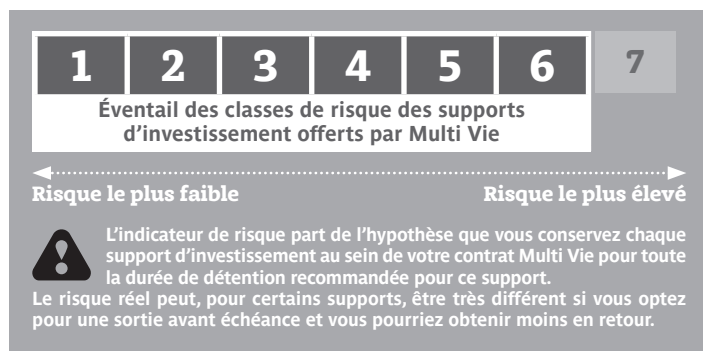 1 2 3 4 5 6 7
Éventail des classes de risque des supports
d’investissement offerts par Multi Vie
Risque le plus faible Risque le plus élevé
L’indicateur de risque part de l’hypothèse que vous conservez chaque
support d’investissement au sein de votre contrat Multi Vie pour toute
la durée de détention recommandée pour ce support.
Le risque réel peut, pour certains supports, être très différent si vous optez
pour une sortie avant échéance et vous pourriez obtenir moins en retour.